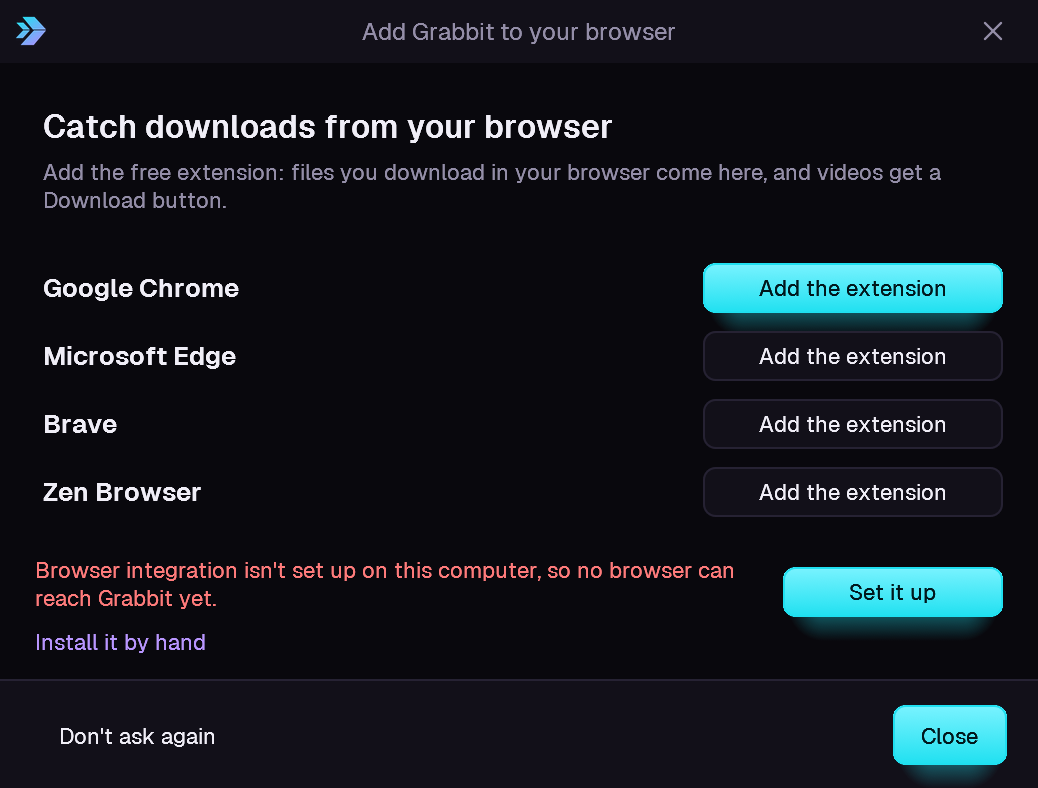 Add Grabbit to your browser
Catch downloads from your browser
Add the free extension: files you download in your browser come here, and videos get a
Download button.
Google Chrome
Add the extension
Microsoft Edge
Add the extension
Brave
Add the extension
Zen Browser
Add the extension
Browser integration isn't set up on this computer, so no browser can
reach Grabbit yet.
Set it up
Install it by hand
Don't ask again
Close